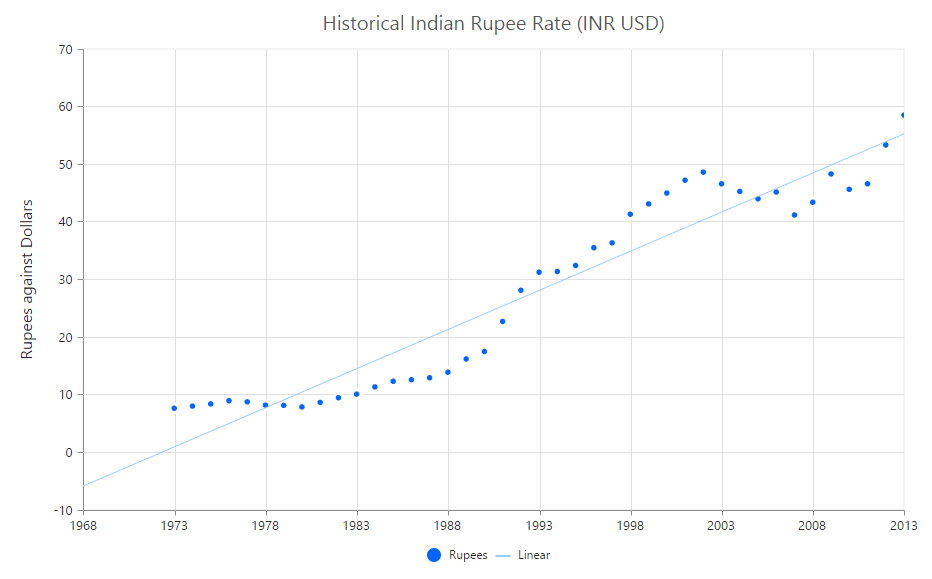 Historical Indian Rupee Rate (INR USD)
70
60
50
40
30
20
10
0
-10
Rupees against Dollars
1968 1973 1978 1983 1988 1993 1998 2003 2008 2013
Rupees Linear